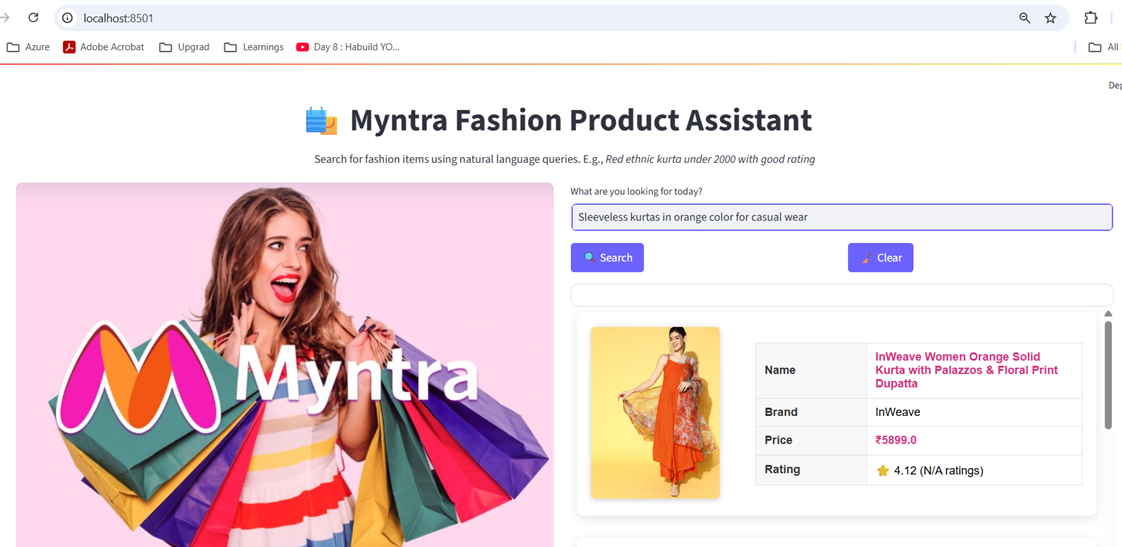 localhost:8501
Azure
Adobe Acrobat
Upgrad
Learnings
Day 8 : Habuild YO...
All
Dep
Myntra Fashion Product Assistant
Search for fashion items using natural language queries. E.g., Red ethnic kurta under 2000 with good rating
Myntra
What are you looking for today?
Sleeveless kurtas in orange color for casual wear
Search
Clear
Name
InWeave Women Orange Solid
Kurta with Palazzos & Floral Print
Dupatta
Brand
InWeave
Price
₹5899.0
Rating
4.12 (N/A ratings)